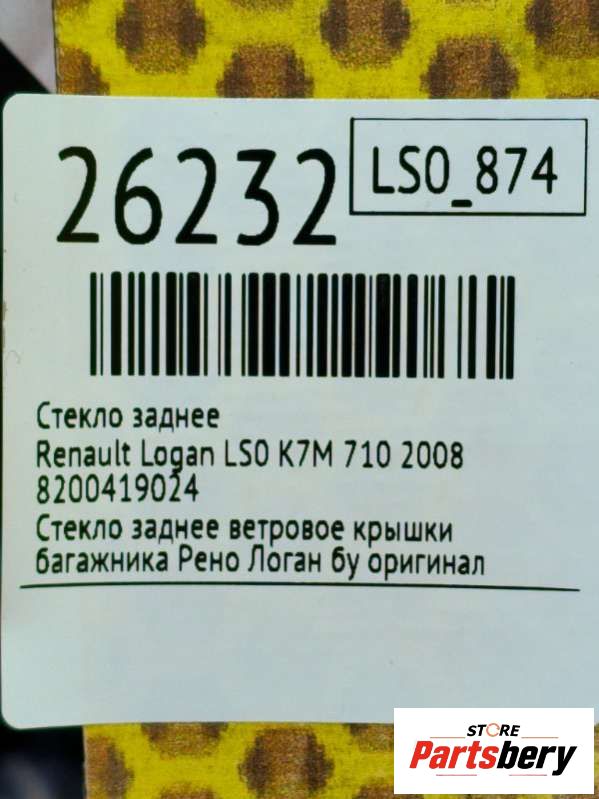 26232
LS0_874
Стекло заднее
Renault Logan LS0 K7M 710 2008
8200419024
Стекло заднее ветровое крышки
багажника Рено Логан бу оригинал
STORE
Partsbery